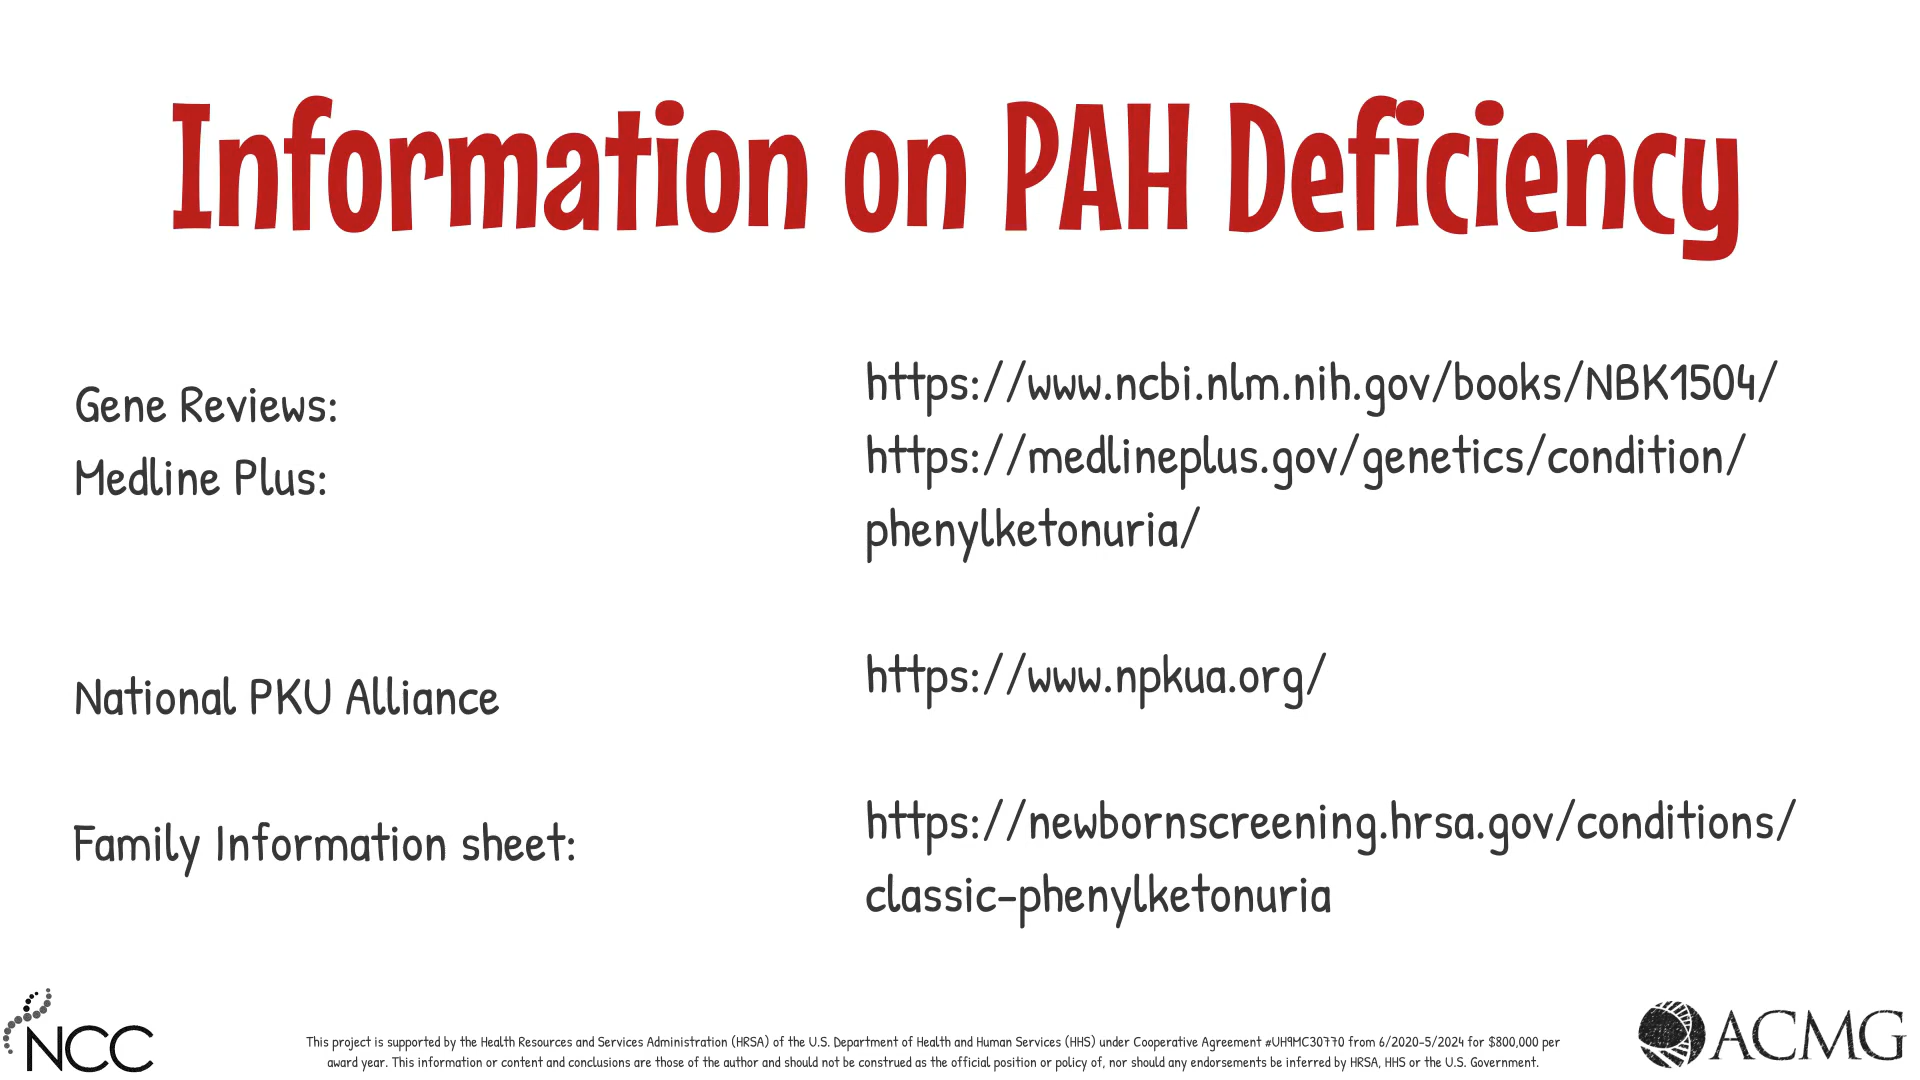 Information on PAH Deficiency
Gene Reviews:
https://www.ncbi.nlm.nih.gov/books/NBK1504/
Medline Plus:
https://medlineplus.gov/genetics/condition/
phenylketonuria/
National PKU Alliance
https://www.npkua.org/
Family Information sheet:
https://newbornscreening.hrsa.gov/conditions/
classic-phenylketonuria
NCC
This project is supported by the Health Resources and Services Administration (HRSA) of the U.S. Department of Health and Human Services (HHS) under Cooperative Agreement #UH9MC30770 from 6/2020-5/2024 for $800,000 per
award year. This information or content and conclusions are those of the author and should not be construed as the official position or policy of, nor should any endorsements be inferred by HRSA, HHS or the U.S. Government.
ACMG